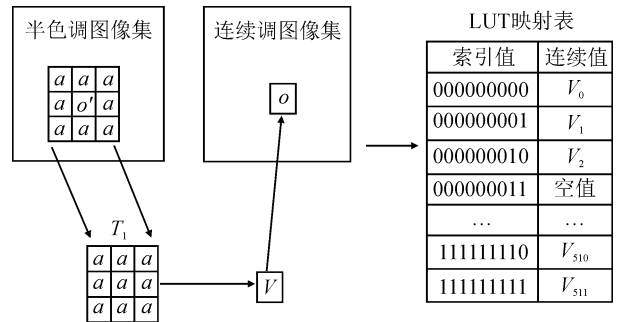 半色调图像集
a a a
a o′ a
a a a
T₁
a a a
a a a
a a a
连续调图像集
o
V
LUT映射表
索引值 连续值
000000000 V₀
000000001 V₁
000000010 V₂
000000011 空值
… …
111111110 V₅₁₀
111111111 V₅₁₁